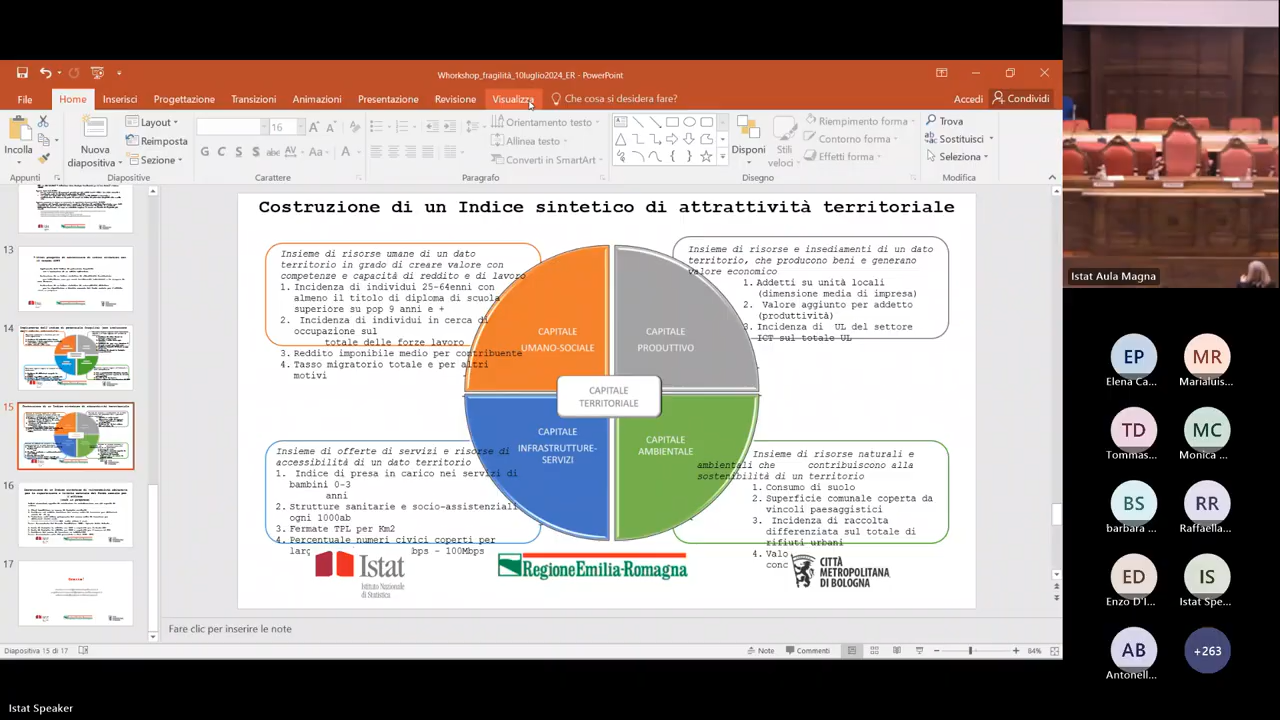 Whorkshop_fragilità_10luglio2024_ER - PowerPoint
File
Home
Inserisci
Progettazione
Transizioni
Animazioni
Presentazione
Revisione
Visualizza
Che cosa si desidera fare?
Accedi
Condividi
Incolla
Nuova
diapositiva
Layout
Reimposta
Sezione
16
G C S S abc AV Aa A
Orientamento testo
Allinea testo
Converti in SmartArt
Disponi
Stili
veloci
Riempimento forma
Contorno forma
Effetti forma
Trova
Sostituisci
Seleziona
Appunti
Diapositive
Carattere
Paragrafo
Disegno
Modifica
13
14
15
16
17
Costruzione di un Indice sintetico di attrattività territoriale
Insieme di risorse umane di un dato
territorio in grado di creare valore con
competenze e capacità di reddito e di lavoro
1. Incidenza di individui 25-64enni con
almeno il titolo di diploma di scuola
superiore su pop 9 anni e +
2. Incidenza di individui in cerca di
occupazione sul
totale delle forze lavoro
3. Reddito imponibile medio per contribuente
4. Tasso migratorio totale e per altri
motivi
Insieme di risorse e insediamenti di un dato
territorio, che producono beni e generano
valore economico
1. Addetti su unità locali
(dimensione media di impresa)
2. Valore aggiunto per addetto
(produttività)
3. Incidenza di UL del settore
ICT sul totale UL
CAPITALE
UMANO-SOCIALE
CAPITALE
PRODUTTIVO
CAPITALE
TERRITORIALE
CAPITALE
INFRASTRUTTURE-
SERVIZI
CAPITALE
AMBIENTALE
Insieme di offerte di servizi e risorse di
accessibilità di un dato territorio
1. Indice di presa in carico nei servizi di
bambini 0-3
anni
2. Strutture sanitarie e socio-assistenziali
ogni 1000ab
3. Fermate TPL per Km2
4. Percentuale numeri civici coperti per
bps - 100Mbps
Insieme di risorse naturali e
ambientali che contribuiscono alla
sostenibilità di un territorio
1. Consumo di suolo
2. Superficie comunale coperta da
vincoli paesaggistici
3. Incidenza di raccolta
differenziata sul totale di
rifiuti urbani
4.
Istat
Istituto Nazionale
di Statistica
RegioneEmilia-Romagna
CITTÀ
METROPOLITANA
DI BOLOGNA
Fare clic per inserire le note
Diapositiva 15 di 17
Note
Commenti
84%
Istat Speaker
Istat Aula Magna
EP
Elena Ca...
MR
Marialuis...
TD
Tommas...
MC
Monica ...
BS
barbara ...
RR
Raffaella...
ED
Enzo D'I...
IS
Istat Spe...
AB
Antonell...
+263